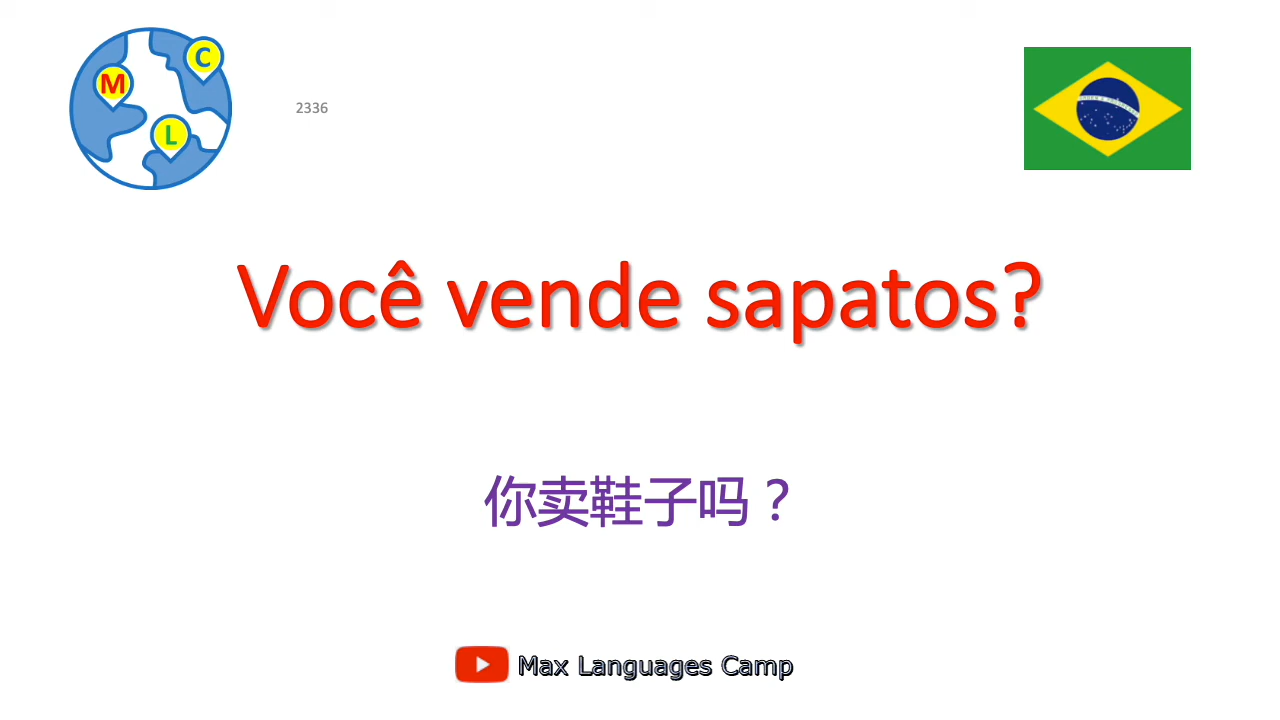 M
C
L
2336
Você vende sapatos?
你卖鞋子吗？
Max Languages Camp